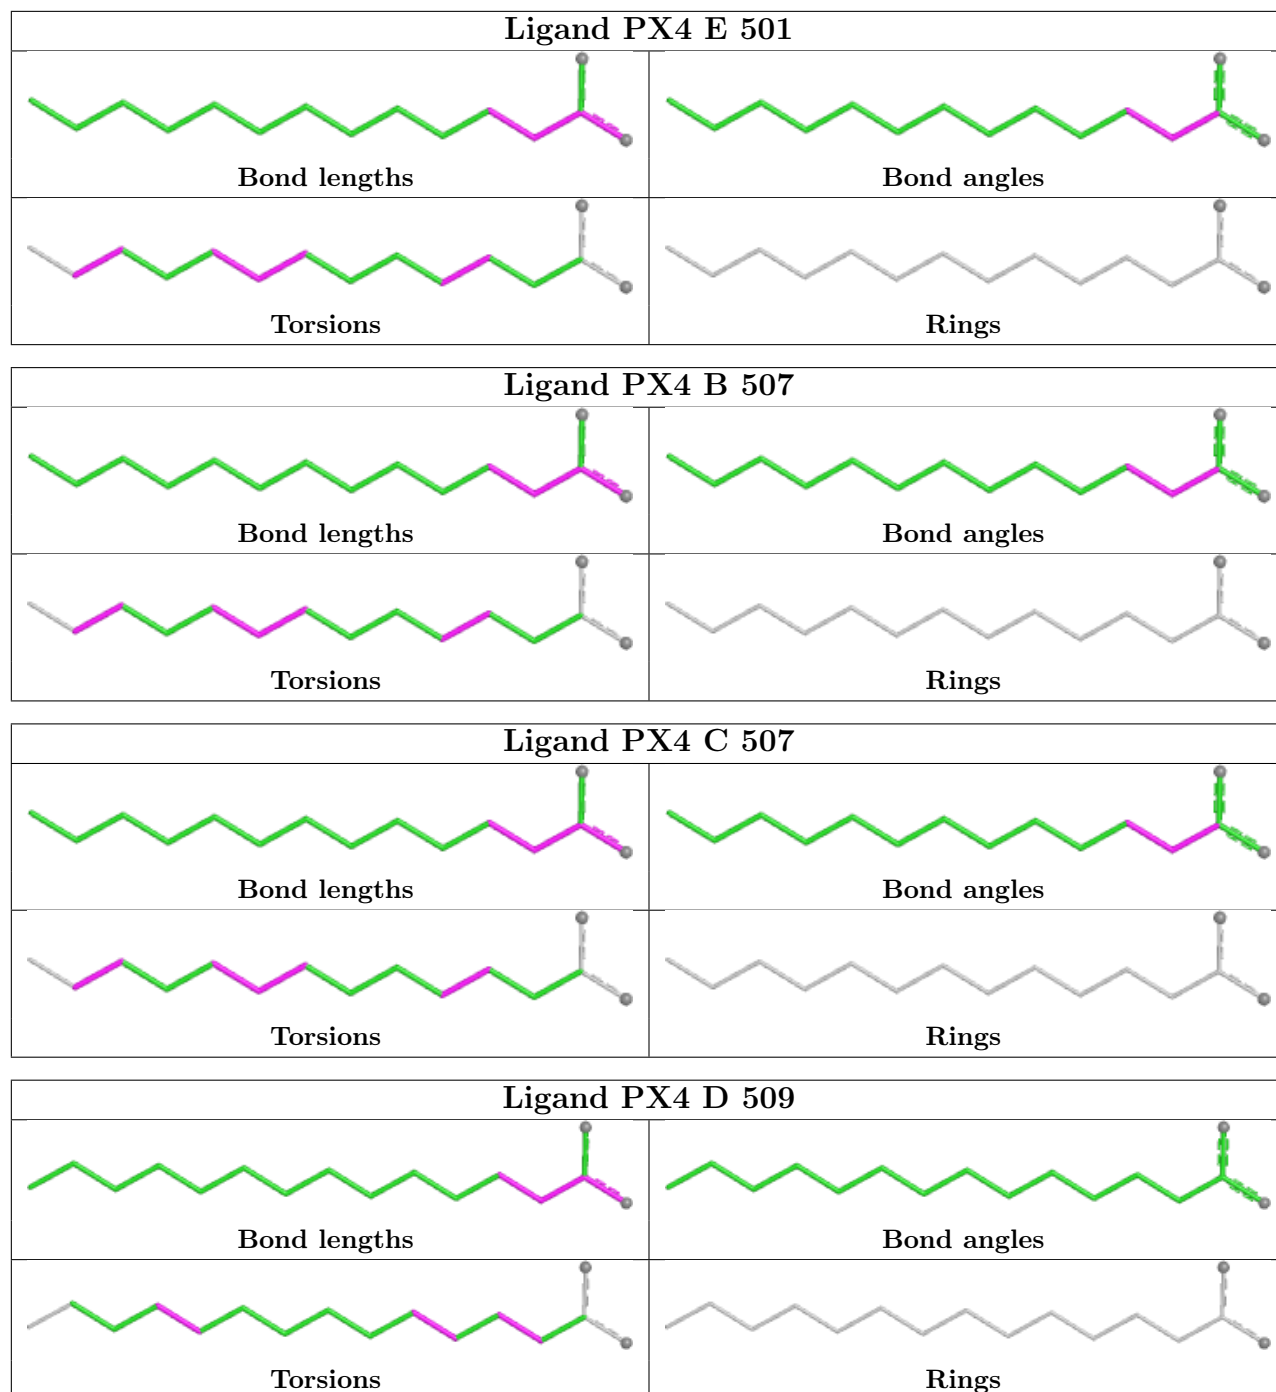 Ligand PX4 E 501
Bond lengths
Bond angles
Torsions
Rings
Ligand PX4 B 507
Bond lengths
Bond angles
Torsions
Rings
Ligand PX4 C 507
Bond lengths
Bond angles
Torsions
Rings
Ligand PX4 D 509
Bond lengths
Bond angles
Torsions
Rings